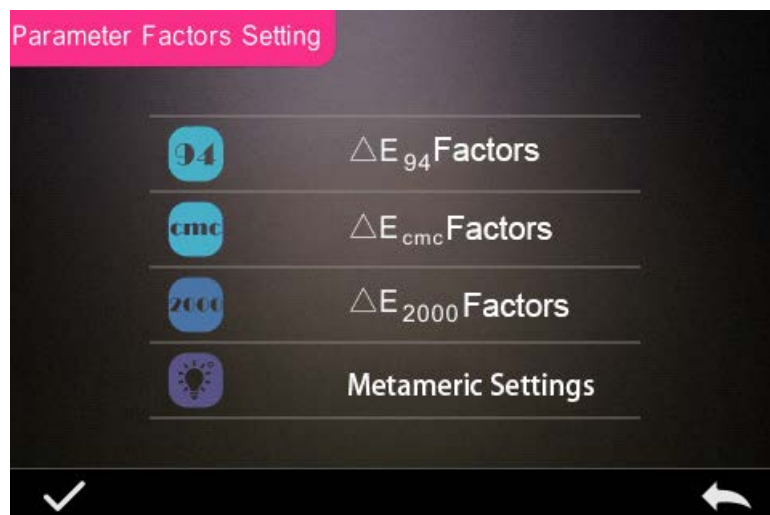 Parameter Factors Setting
94 △E94Factors
cmc △EcmcFactors
2000 △E2000Factors
Metameric Settings